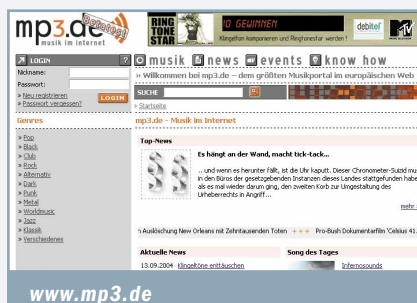 mp3.de
Betatest
musik im internet
RING
TONE
STAR
10 GEWINNEN
Klingelton komponieren und Ringtonestar werden!
debitel
LOGIN ?
musik news events know how
Nickname:
» Willkommen bei mp3.de – dem größten Musikportal im europäischen Web
Passwort:
SUCHE
» Neu registrieren
LOGIN
» Passwort vergessen?
» Startseite
Genres
mp3.de - Musik im Internet
» Pop
» Black
» Club
» Rock
» Alternativ
» Dark
» Punk
» Metal
» Worldmusic
» Jazz
» Klassik
» Verschiedenes
Top-News
Es hängt an der Wand, macht tick-tack...
.. und wenn es herunter fällt, ist die Uhr kaputt. Dieser Chronometer-Suizid mu
in den Büros der gesetzgebenden Instanzen dieses Landes stattgefunden habe
als es mal wieder darum ging, den zweiten Korb zur Umgestaltung des
Urheberrechts in Angriff...
mehr
n Auslöschung New Orleans mit Zehntausenden Toten +++ Pro-Bush Dokumentarfilm 'Celsius 41.
Aktuelle News
Song des Tages
13.09.2004 Klingeltöne enttäuschen
Infernosounds
www.mp3.de